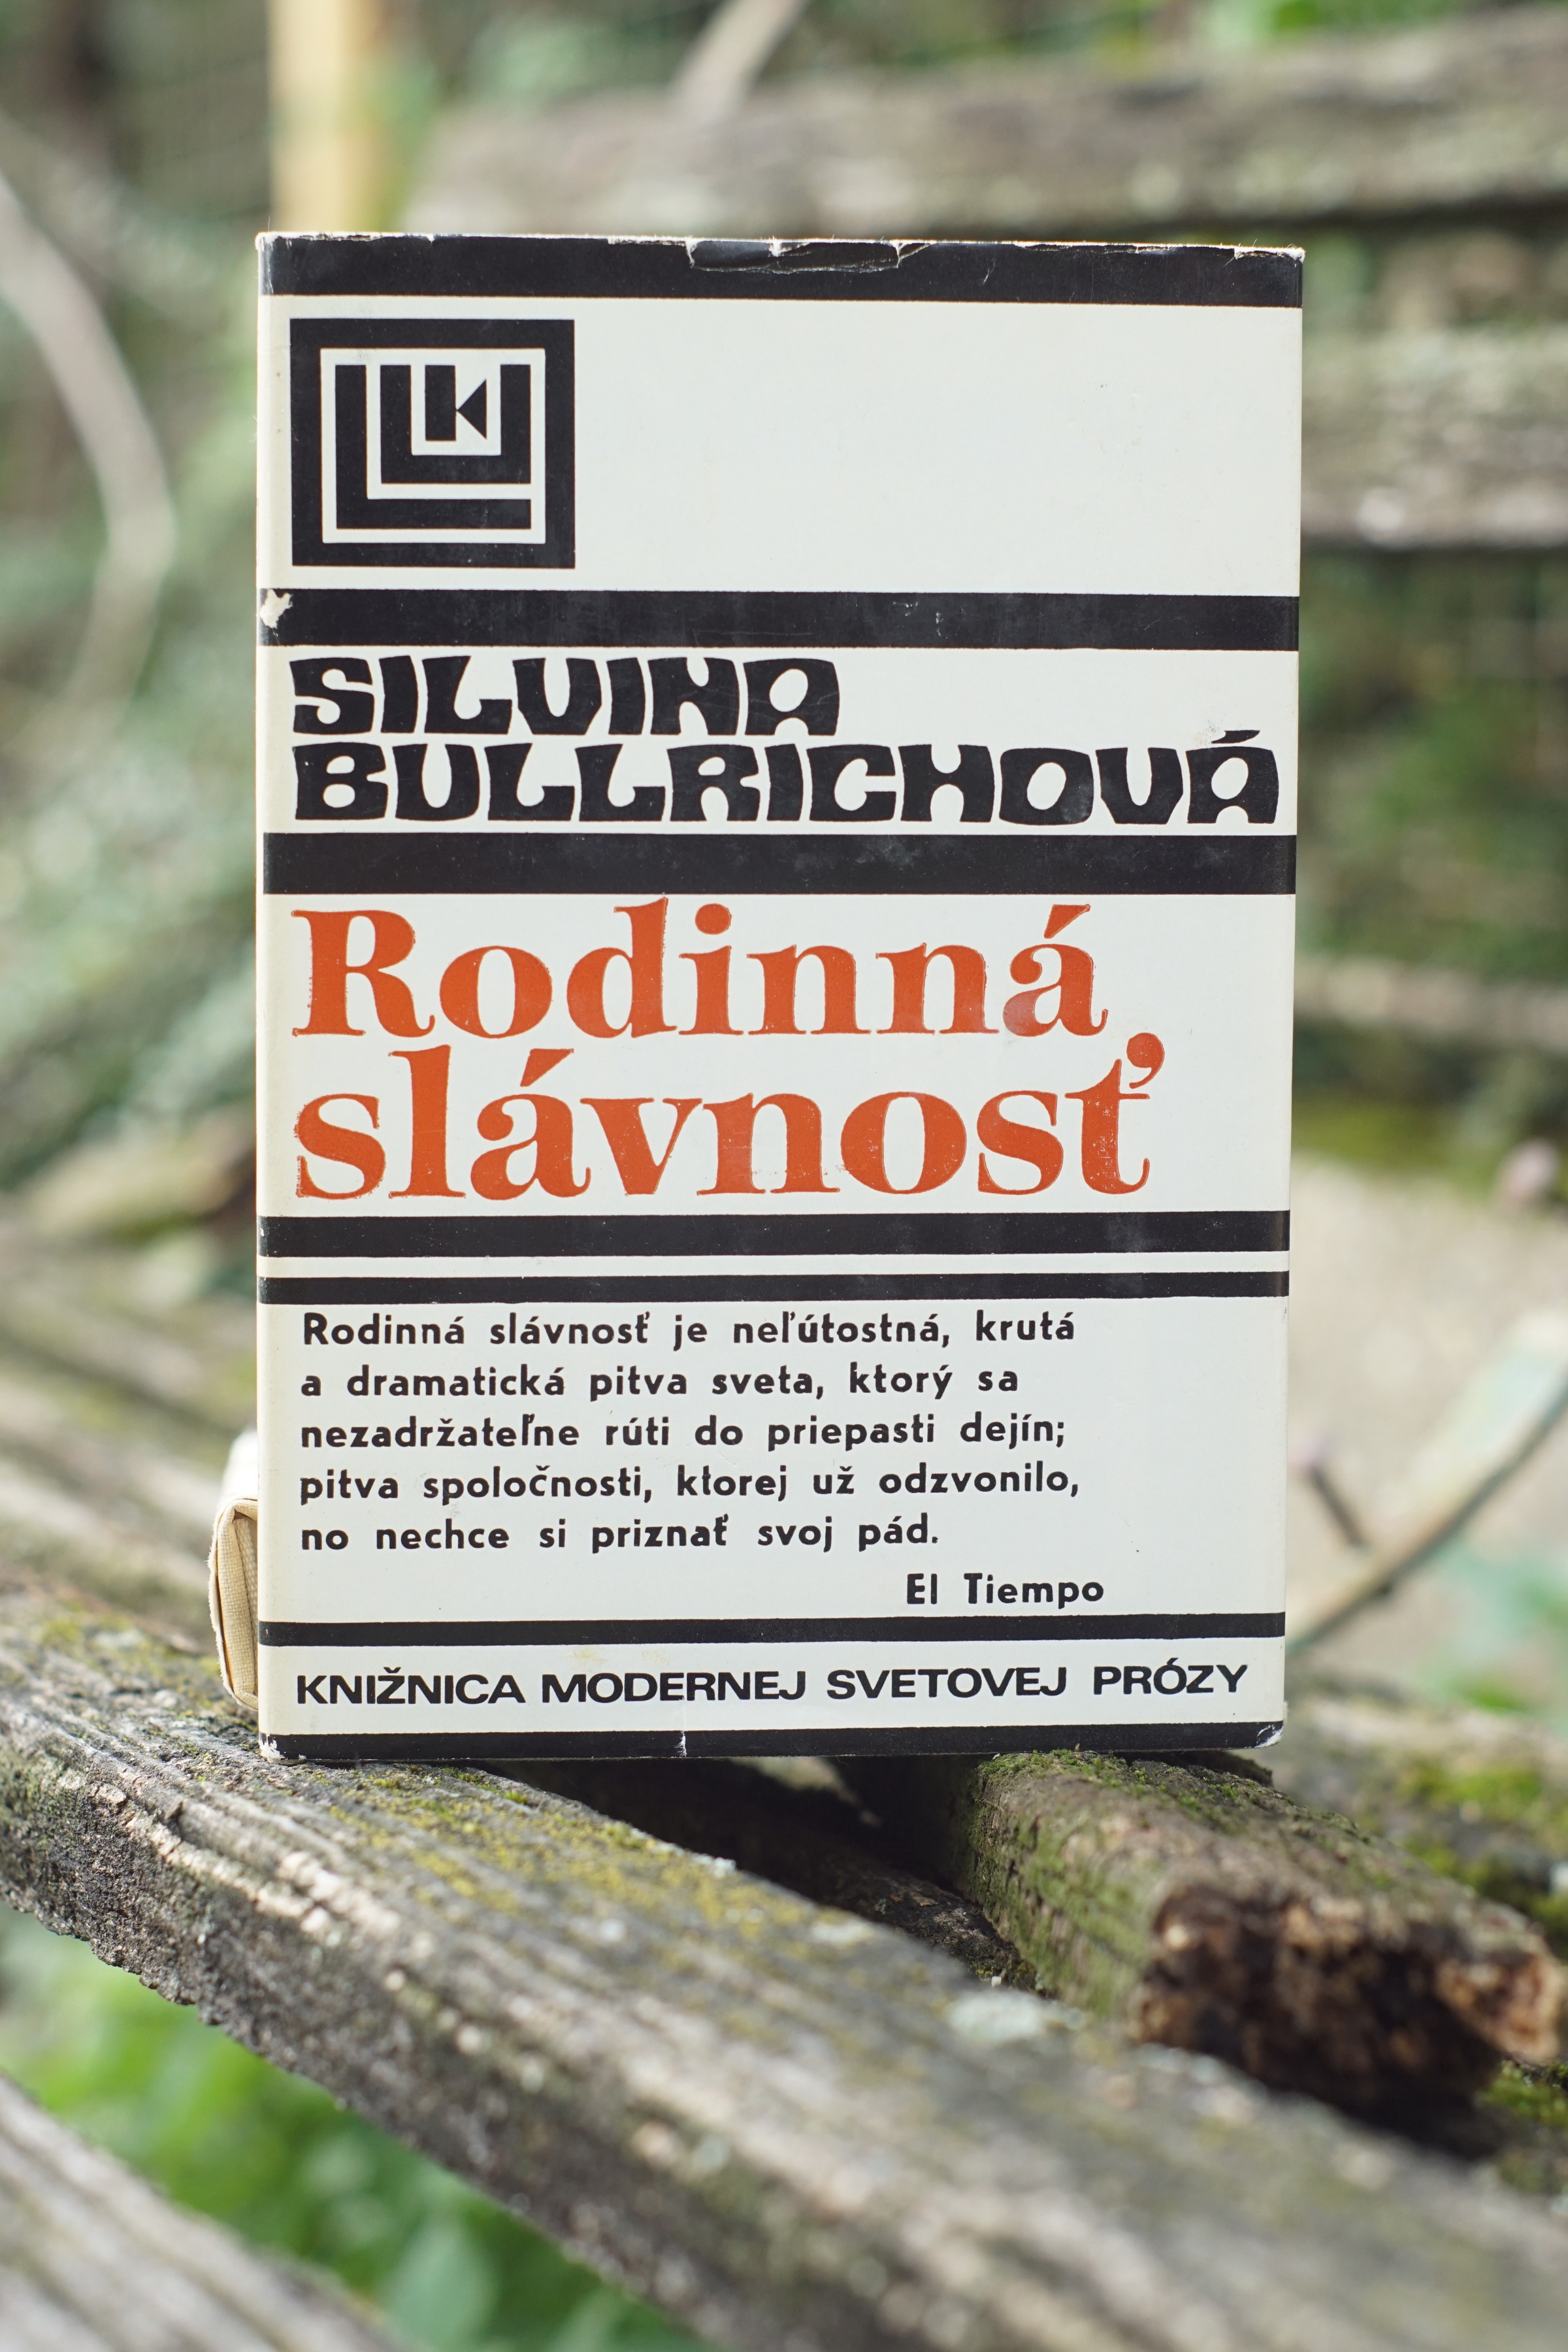 SILVINA
BULLRICHOVÁ
Rodinná
slávnosť
Rodinná slávnosť je neľútostná, krutá
a dramatická pitva sveta, ktorý sa
nezadržateľne rúti do priepasti dejín;
pitva spoločnosti, ktorej už odzvonilo,
no nechce si priznať svoj pád.
El Tiempo
KNIŽNICA MODERNEJ SVETOVEJ PRÓZY